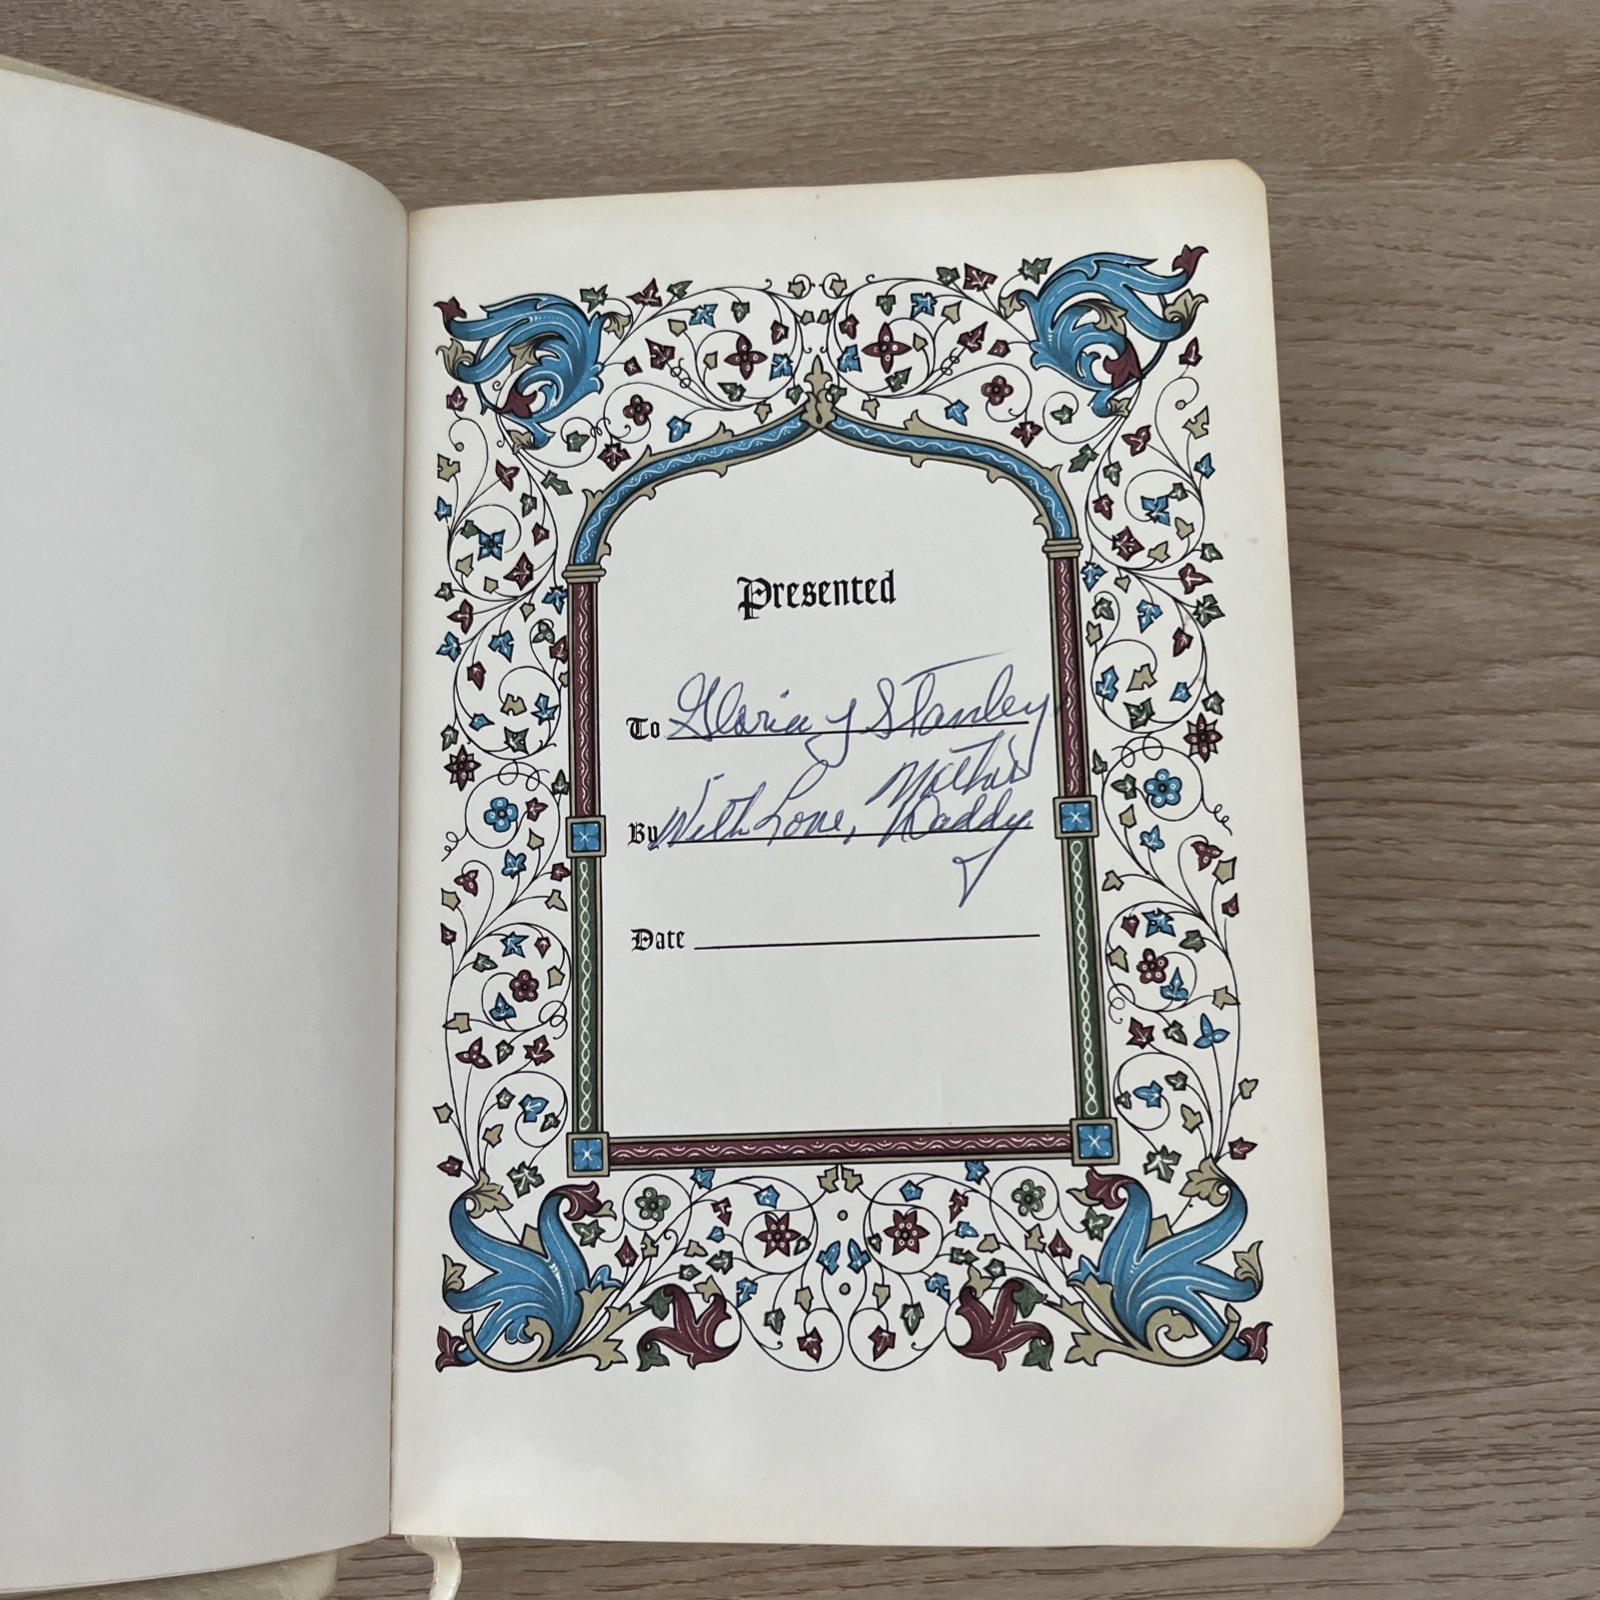 Presented
To Gloria & Stanley
Mother
By With Love, Daddy
Date